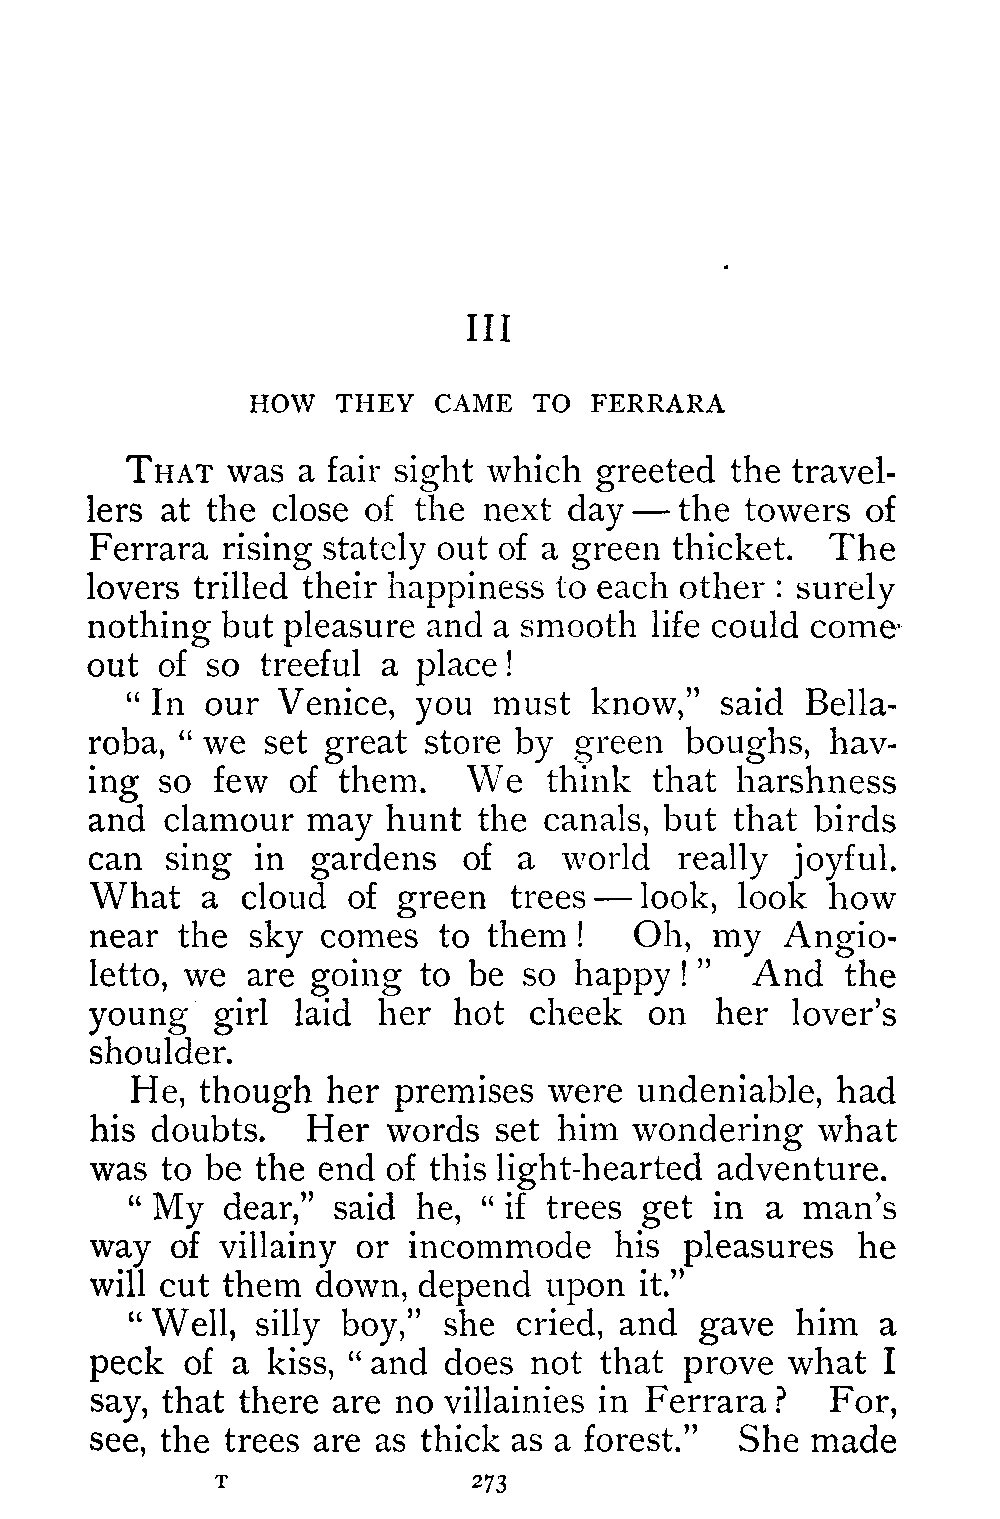 III
HOW THEY CAME TO FERRARA
THAT was a fair sight which greeted the travel-
lers at the close of the next day — the towers of
Ferrara rising stately out of a green thicket. The
lovers trilled their happiness to each other : surely
nothing but pleasure and a smooth life could come
out of so treeful a place !
“ In our Venice, you must know,” said Bella-
roba, “ we set great store by green boughs, hav-
ing so few of them. We think that harshness
and clamour may hunt the canals, but that birds
can sing in gardens of a world really joyful.
What a cloud of green trees — look, look how
near the sky comes to them ! Oh, my Angio-
letto, we are going to be so happy ! ” And the
young girl laid her hot cheek on her lover’s
shoulder.
He, though her premises were undeniable, had
his doubts. Her words set him wondering what
was to be the end of this light-hearted adventure.
“ My dear,” said he, “ if trees get in a man’s
way of villainy or incommode his pleasures he
will cut them down, depend upon it.”
“ Well, silly boy,” she cried, and gave him a
peck of a kiss, “ and does not that prove what I
say, that there are no villainies in Ferrara ? For,
see, the trees are as thick as a forest.” She made
T 273